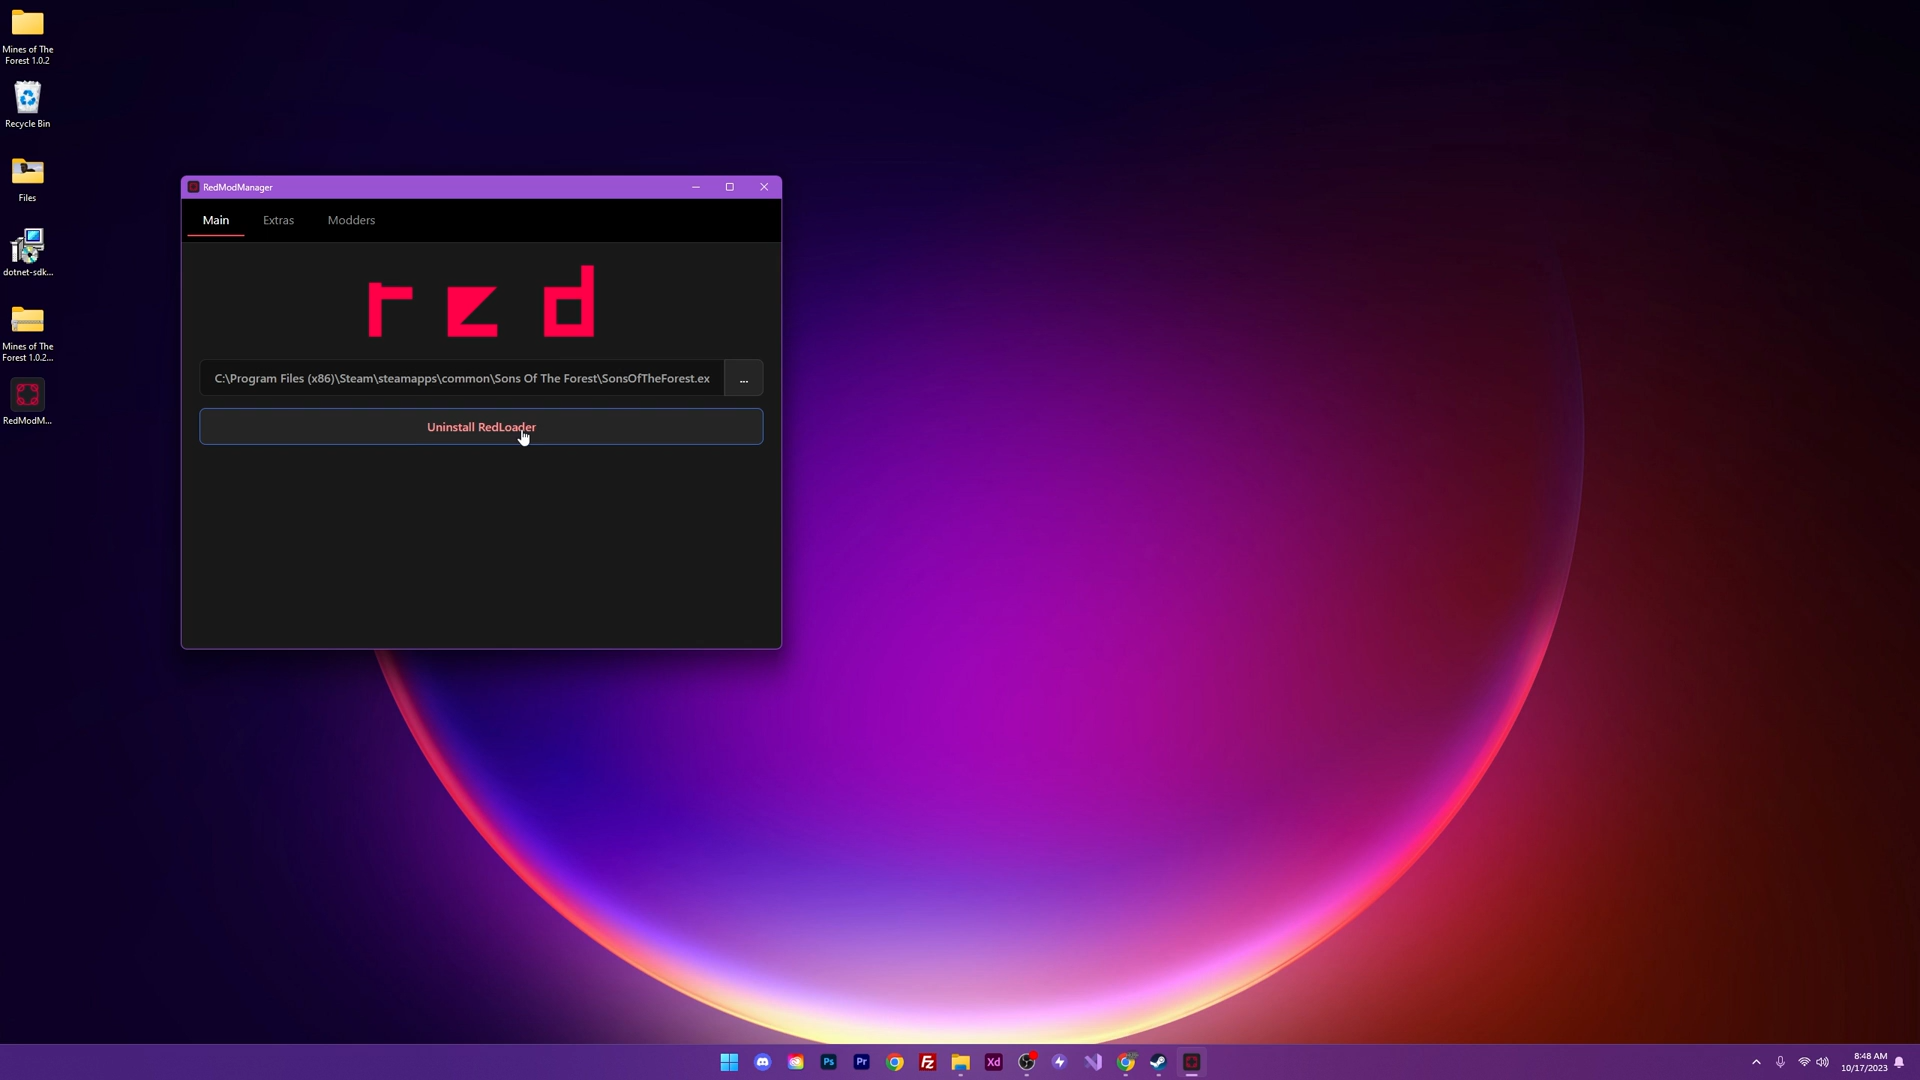 Mines of The
Forest 1.0.2
Recycle Bin
Files
dotnet-sdk...
Mines of The
Forest 1.0.2...
RedModM...
RedModManager
Main
Extras
Modders
red
C:\Program Files (x86)\Steam\steamapps\common\Sons Of The Forest\SonsOfTheForest.ex
...
Uninstall RedLoader
Ps
Pr
Fz
Xd
8:48 AM
10/17/2023